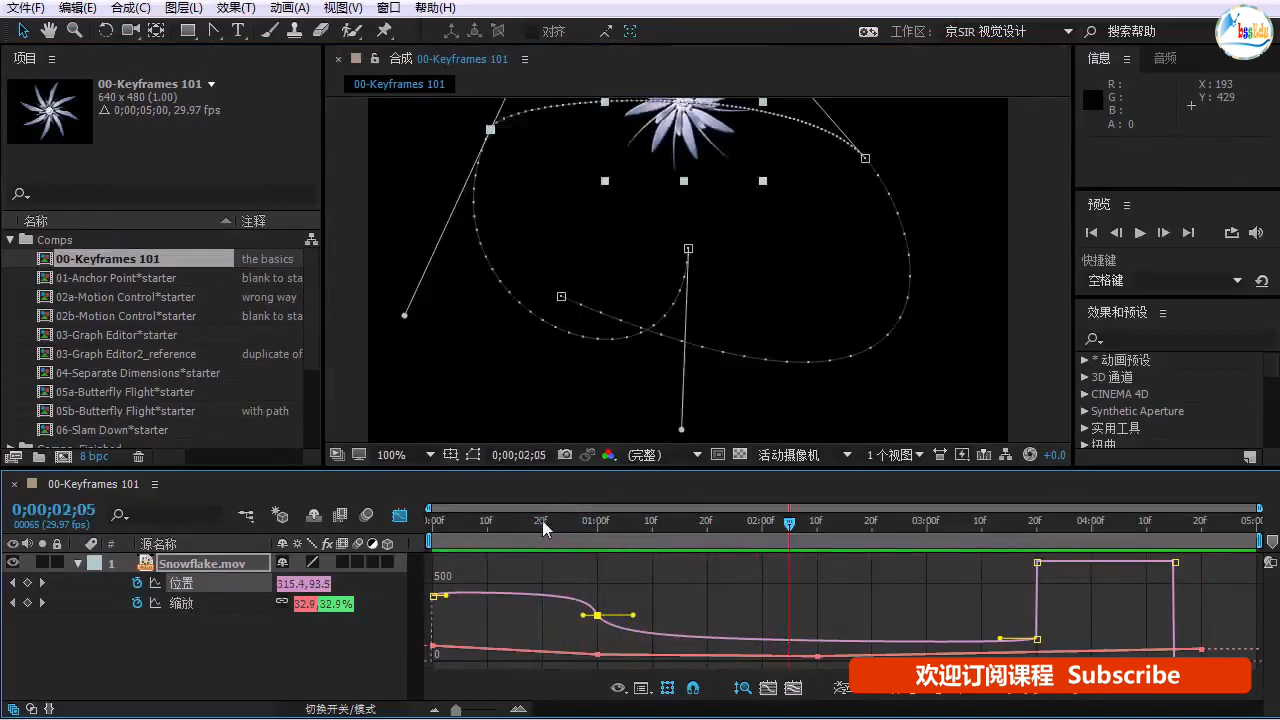 文件(F) 编辑(E) 合成(C) 图层(L) 效果(T) 动画(A) 视图(V) 窗口 帮助(H)
对齐 工作区: 京SIR 视觉设计 搜索帮助
bssEdu
项目
00-Keyframes 101
640 x 480 (1.00)
Δ 0;00;05;00, 29.97 fps
名称 注释
Comps
00-Keyframes 101 the basics
01-Anchor Point*starter blank to sta
02a-Motion Control*starter wrong way
02b-Motion Control*starter blank to sta
03-Graph Editor*starter
03-Graph Editor2_reference duplicate of
04-Separate Dimensions*starter
05a-Butterfly Flight*starter
05b-Butterfly Flight*starter with path
06-Slam Down*starter
8 bpc
合成 00-Keyframes 101
00-Keyframes 101
100% 0;00;02;05 (完整) 活动摄像机 1 个视图 +0.0
信息 音频
R: X: 193
G: Y: 429
B:
A: 0
预览
快捷键
空格键
效果和预设
* 动画预设
3D 通道
CINEMA 4D
Synthetic Aperture
实用工具
扭曲
00-Keyframes 101
0;00;02;05
00065 (29.97 fps)
0:00f 10f 20f 01:00f 10f 20f 02:00f 10f 20f 03:00f 10f 20f 04:00f 10f 20f 05:00
# 源名称
1 Snowflake.mov
位置 315.4,93.5
缩放 32.9, 32.9%
500
0
切换开关/模式
欢迎订阅课程 Subscribe